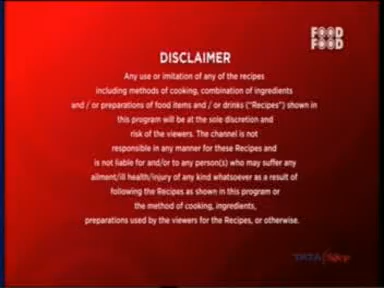 FOOD
FOOD
DISCLAIMER
Any use or imitation of any of the recipes
including methods of cooking, combination of ingredients
and / or preparations of food items and / or drinks ("Recipes") shown in
this program will be at the sole discretion and
risk of the viewers. The channel is not
responsible in any manner for these Recipes and
is not liable for and/or to any person(s) who may suffer any
ailment/ill health/injury of any kind whatsoever as a result of
following the Recipes as shown in this program or
the method of cooking, ingredients,
preparations used by the viewers for the Recipes, or otherwise.
TATA Sky